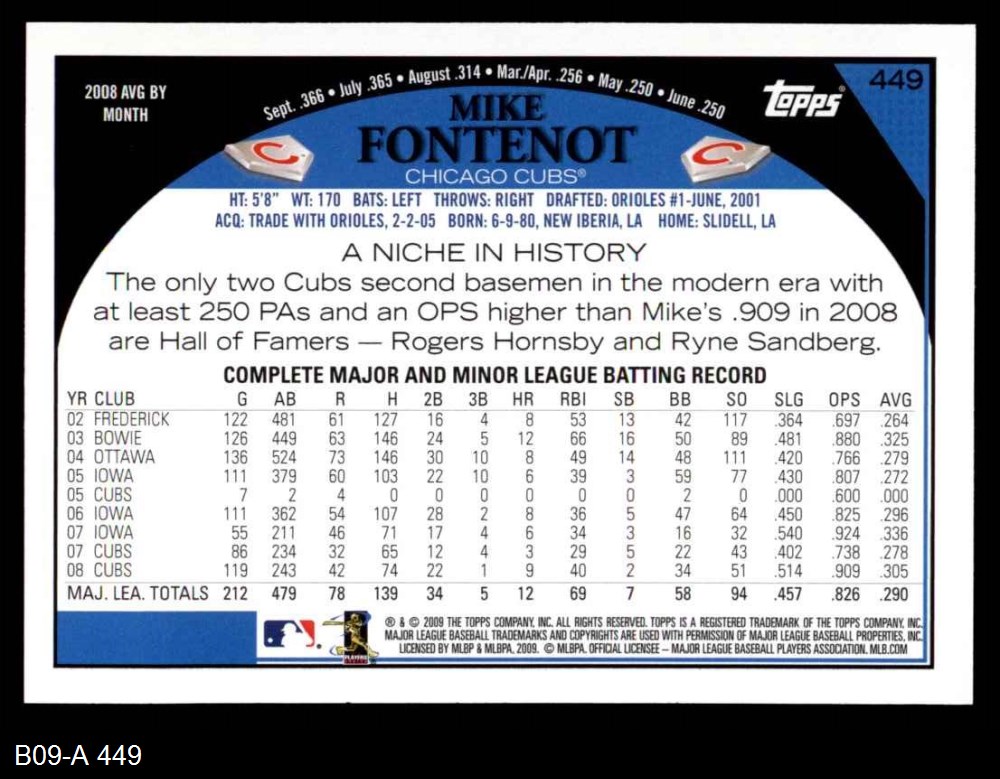 2008 AVG BY
MONTH
Sept. .366 • July .365 • August .314 • Mar./Apr. .256 • May .250 • June .250
Topps®
449
MIKE
FONTENOT
C C
CHICAGO CUBS®
HT: 5'8" WT: 170 BATS: LEFT THROWS: RIGHT DRAFTED: ORIOLES #1-JUNE, 2001
ACQ: TRADE WITH ORIOLES, 2-2-05 BORN: 6-9-80, NEW IBERIA, LA HOME: SLIDELL, LA
A NICHE IN HISTORY
The only two Cubs second basemen in the modern era with
at least 250 PAs and an OPS higher than Mike's .909 in 2008
are Hall of Famers — Rogers Hornsby and Ryne Sandberg.
COMPLETE MAJOR AND MINOR LEAGUE BATTING RECORD
YR CLUB G AB R H 2B 3B HR RBI SB BB SO SLG OPS AVG
02 FREDERICK 122 481 61 127 16 4 8 53 13 42 117 .364 .697 .264
03 BOWIE 126 449 63 146 24 5 12 66 16 50 89 .481 .880 .325
04 OTTAWA 136 524 73 146 30 10 8 49 14 48 111 .420 .766 .279
05 IOWA 111 379 60 103 22 10 6 39 3 59 77 .430 .807 .272
05 CUBS 7 2 4 0 0 0 0 0 0 2 0 .000 .600 .000
06 IOWA 111 362 54 107 28 2 8 36 5 47 64 .450 .825 .296
07 IOWA 55 211 46 71 17 4 6 34 3 16 32 .540 .924 .336
07 CUBS 86 234 32 65 12 4 3 29 5 22 43 .402 .738 .278
08 CUBS 119 243 42 74 22 1 9 40 2 34 51 .514 .909 .305
MAJ. LEA. TOTALS 212 479 78 139 34 5 12 69 7 58 94 .457 .826 .290
® & © 2009 THE TOPPS COMPANY, INC. ALL RIGHTS RESERVED. TOPPS IS A REGISTERED TRADEMARK OF THE TOPPS COMPANY, INC.
MAJOR LEAGUE BASEBALL TRADEMARKS AND COPYRIGHTS ARE USED WITH PERMISSION OF MAJOR LEAGUE BASEBALL PROPERTIES, INC.
LICENSED BY MLBP & MLBPA, 2009. © MLBPA. OFFICIAL LICENSEE – MAJOR LEAGUE BASEBALL PLAYERS ASSOCIATION. MLB.COM
PLAYERS
B09-A 449